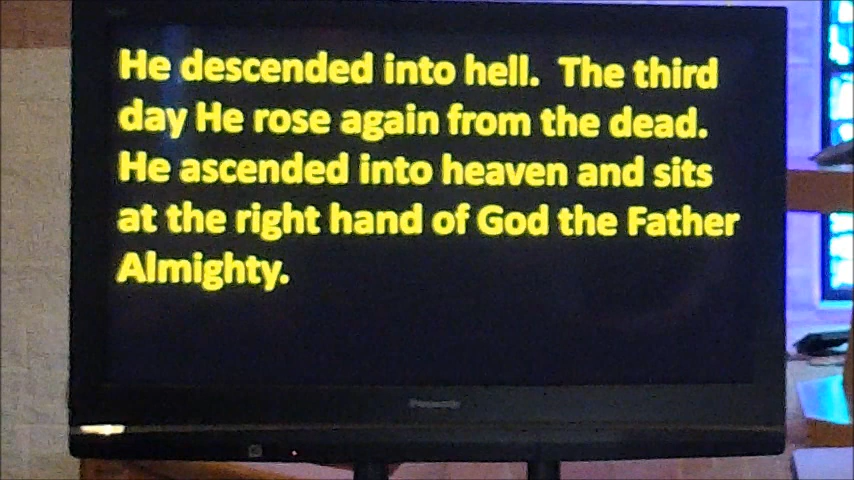 He descended into hell. The third
day He rose again from the dead.
He ascended into heaven and sits
at the right hand of God the Father
Almighty.
Panasonic